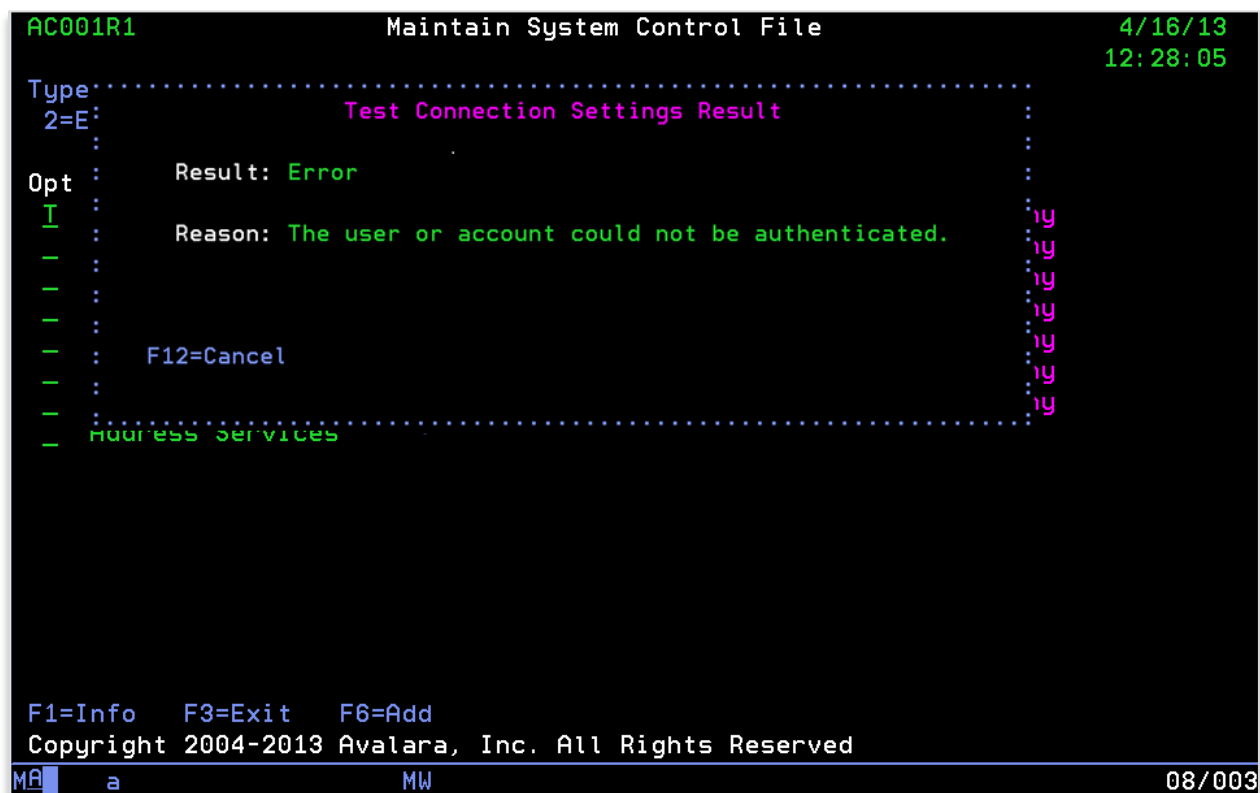 AC001R1 Maintain System Control File 4/16/13
12:28:05
Type
2=E Test Connection Settings Result
Result: Error
Opt
T
Reason: The user or account could not be authenticated.
F12=Cancel
Address Services
F1=Info F3=Exit F6=Add
Copyright 2004-2013 Avalara, Inc. All Rights Reserved
MA a MW 08/003